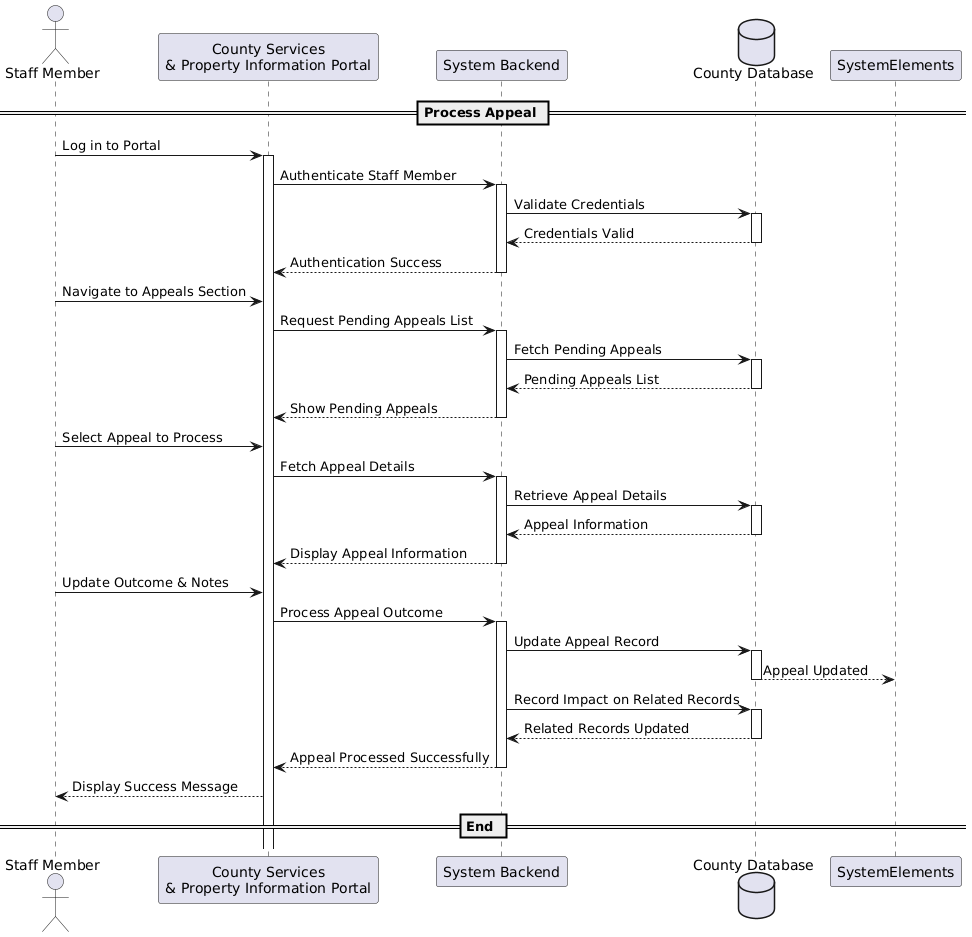 Staff Member
County Services
& Property Information Portal
System Backend
County Database
SystemElements
Process Appeal
Log in to Portal
Authenticate Staff Member
Validate Credentials
Credentials Valid
Authentication Success
Navigate to Appeals Section
Request Pending Appeals List
Fetch Pending Appeals
Pending Appeals List
Show Pending Appeals
Select Appeal to Process
Fetch Appeal Details
Retrieve Appeal Details
Appeal Information
Display Appeal Information
Update Outcome & Notes
Process Appeal Outcome
Update Appeal Record
Appeal Updated
Record Impact on Related Records
Related Records Updated
Appeal Processed Successfully
Display Success Message
End
Staff Member
County Services
& Property Information Portal
System Backend
County Database
SystemElements